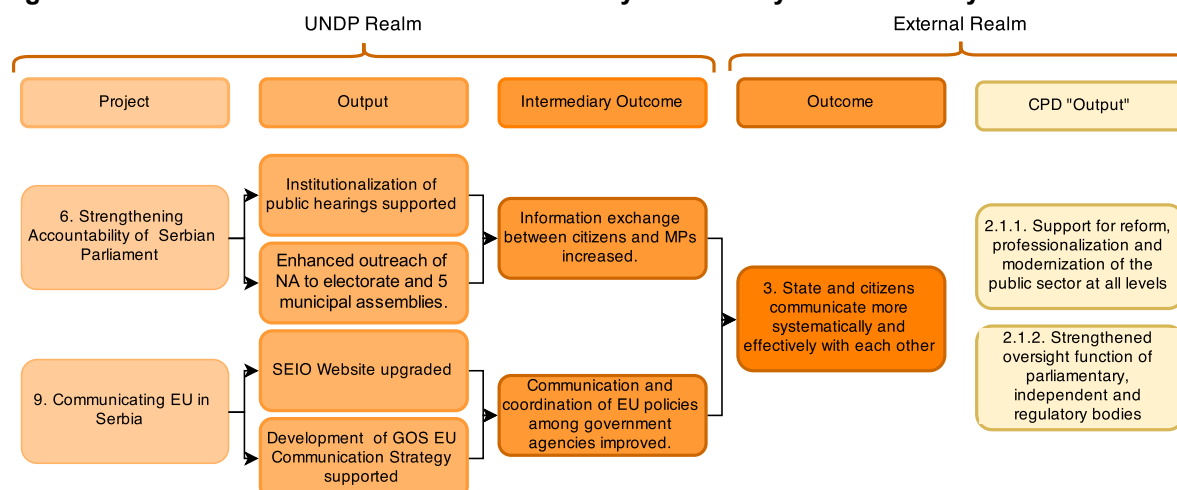 UNDP Realm
External Realm
Project
Output
Intermediary Outcome
Outcome
CPD "Output"
6. Strengthening
Accountability of Serbian
Parliament
Institutionalization of
public hearings supported
Enhanced outreach of
NA to electorate and 5
municipal assemblies.
Information exchange
between citizens and MPs
increased.
9. Communicating EU in
Serbia
SEIO Website upgraded
Development of GOS EU
Communication Strategy
supported
Communication and
coordination of EU policies
among government
agencies improved.
3. State and citizens
communicate more
systematically and
effectively with each other
2.1.1. Support for reform,
professionalization and
modernization of the
public sector at all levels
2.1.2. Strengthened
oversight function of
parliamentary,
independent and
regulatory bodies